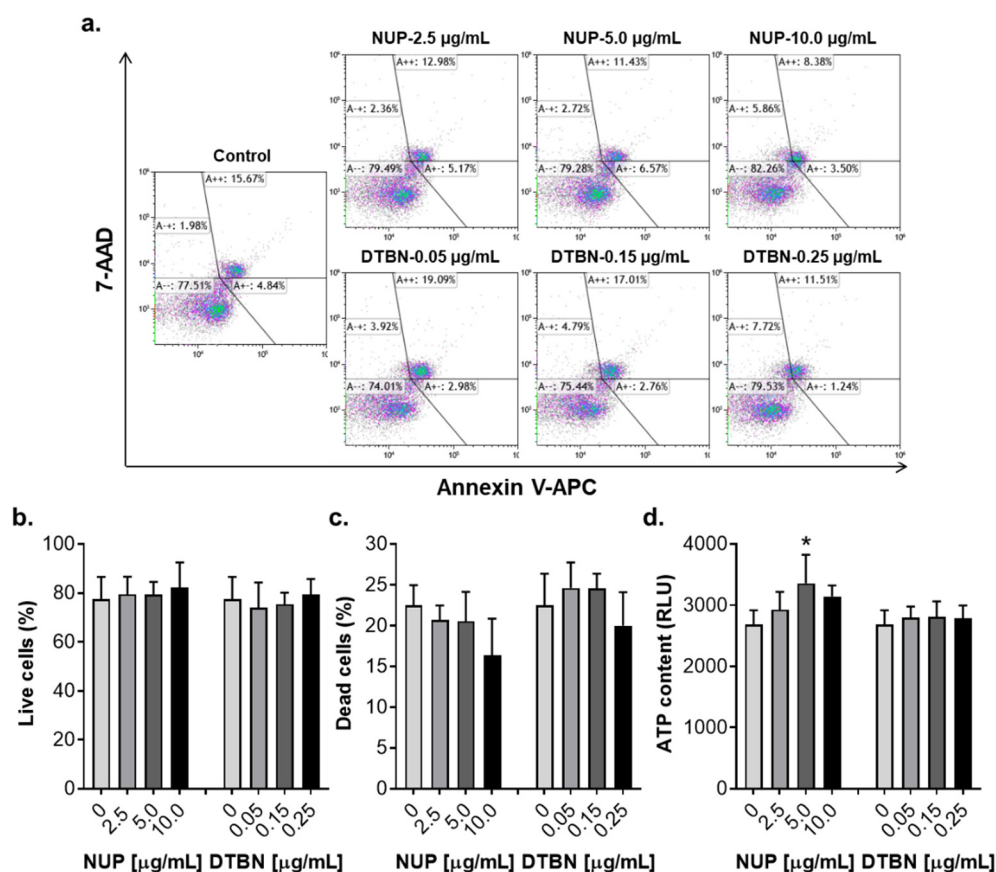 a.
NUP-2.5 µg/mL
NUP-5.0 µg/mL
NUP-10.0 µg/mL
A++: 12.98%
A-+: 2.36%
A--: 79.49%
A+-: 5.17%
A++: 11.43%
A-+: 2.72%
A--: 79.28%
A+-: 6.57%
A++: 8.38%
A-+: 5.86%
A--: 82.26%
A+-: 3.50%
Control
A++: 15.67%
A-+: 1.98%
A--: 77.51%
A+-: 4.84%
DTBN-0.05 µg/mL
DTBN-0.15 µg/mL
DTBN-0.25 µg/mL
A++: 19.09%
A-+: 3.92%
A--: 74.01%
A+-: 2.98%
A++: 17.01%
A-+: 4.79%
A--: 75.44%
A+-: 2.76%
A++: 11.51%
A-+: 7.72%
A--: 79.53%
A+-: 1.24%
7-AAD
Annexin V-APC
b.
Live cells (%)
100
80
60
40
20
0
0 2.5 5.0 10.0 0 0.05 0.15 0.25
NUP [µg/mL] DTBN [µg/mL]
c.
Dead cells (%)
30
25
20
15
10
5
0
0 2.5 5.0 10.0 0 0.05 0.15 0.25
NUP [µg/mL] DTBN [µg/mL]
d.
ATP content (RLU)
4000
3000
2000
1000
0
*
0 2.5 5.0 10.0 0 0.05 0.15 0.25
NUP [µg/mL] DTBN [µg/mL]